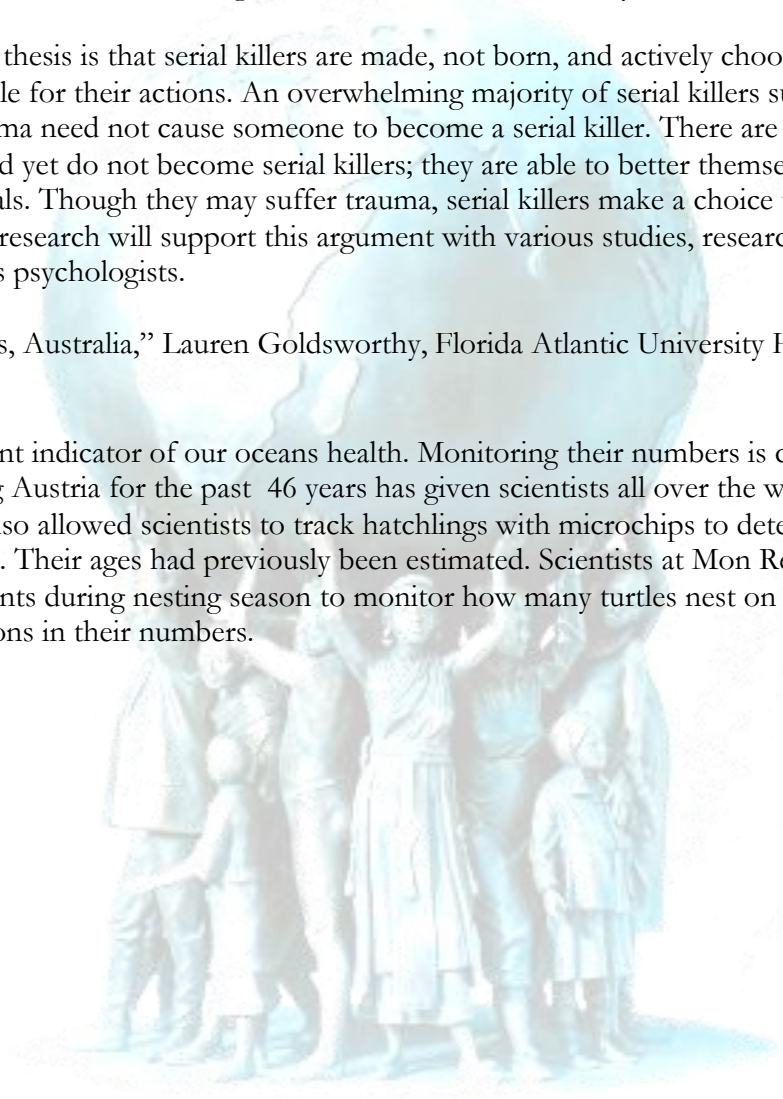 thesis is that serial killers are made, not born, and actively choo
le for their actions. An overwhelming majority of serial killers su
ma need not cause someone to become a serial killer. There are
d yet do not become serial killers; they are able to better themse
als. Though they may suffer trauma, serial killers make a choice
research will support this argument with various studies, researc
s psychologists.
s, Australia,” Lauren Goldsworthy, Florida Atlantic University
nt indicator of our oceans health. Monitoring their numbers is
g Austria for the past  46 years has given scientists all over the w
lso allowed scientists to track hatchlings with microchips to dete
. Their ages had previously been estimated. Scientists at Mon Re
nts during nesting season to monitor how many turtles nest on
ons in their numbers.